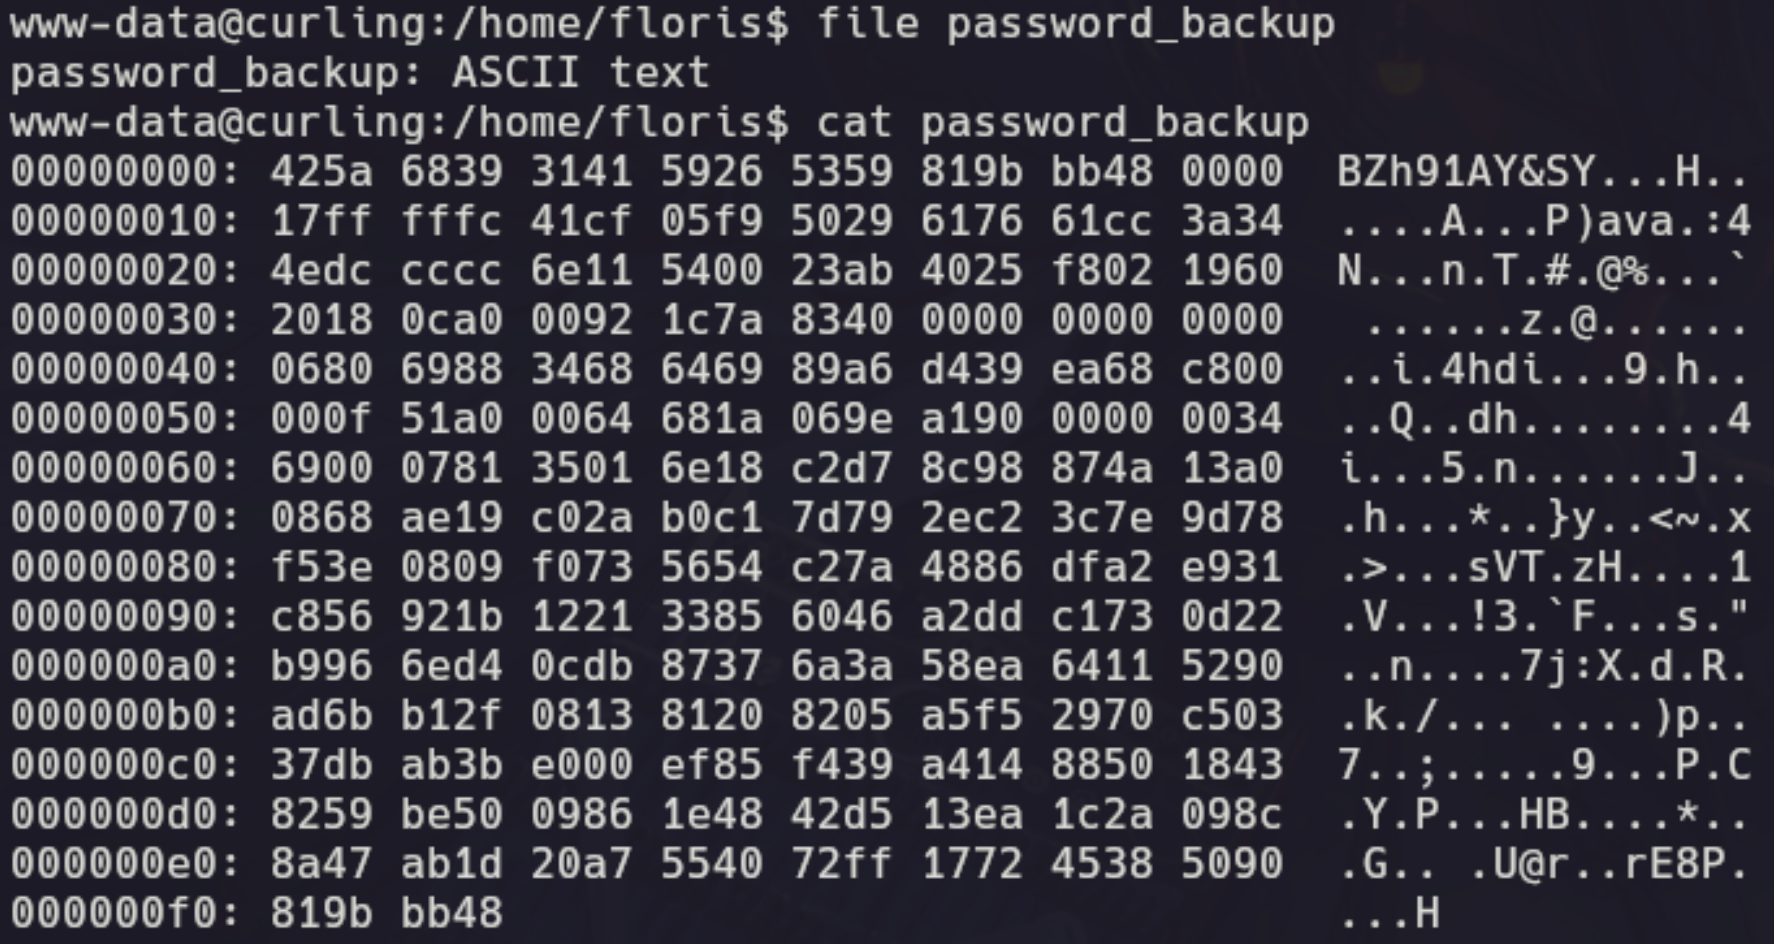 www-data@curling:/home/floris$ file password_backup
password_backup: ASCII text
www-data@curling:/home/floris$ cat password_backup
00000000: 425a 6839 3141 5926 5359 819b bb48 0000  BZh91AY&SY...H..
00000010: 17ff fffc 41cf 05f9 5029 6176 61cc 3a34  ....A...P)ava.:4
00000020: 4edc cccc 6e11 5400 23ab 4025 f802 1960  N...n.T.#.@%...`
00000030: 2018 0ca0 0092 1c7a 8340 0000 0000 0000   ......z.@......
00000040: 0680 6988 3468 6469 89a6 d439 ea68 c800  ..i.4hdi...9.h..
00000050: 000f 51a0 0064 681a 069e a190 0000 0034  ..Q..dh........4
00000060: 6900 0781 3501 6e18 c2d7 8c98 874a 13a0  i...5.n......J..
00000070: 0868 ae19 c02a b0c1 7d79 2ec2 3c7e 9d78  .h...*..}y..<~.x
00000080: f53e 0809 f073 5654 c27a 4886 dfa2 e931  .>...sVT.zH....1
00000090: c856 921b 1221 3385 6046 a2dd c173 0d22  .V...!3.`F...s."
000000a0: b996 6ed4 0cdb 8737 6a3a 58ea 6411 5290  ..n....7j:X.d.R.
000000b0: ad6b b12f 0813 8120 8205 a5f5 2970 c503  .k./... ....)p..
000000c0: 37db ab3b e000 ef85 f439 a414 8850 1843  7..;.....9...P.C
000000d0: 8259 be50 0986 1e48 42d5 13ea 1c2a 098c  .Y.P...HB....*..
000000e0: 8a47 ab1d 20a7 5540 72ff 1772 4538 5090  .G.. .U@r..rE8P.
000000f0: 819b bb48                                ...H